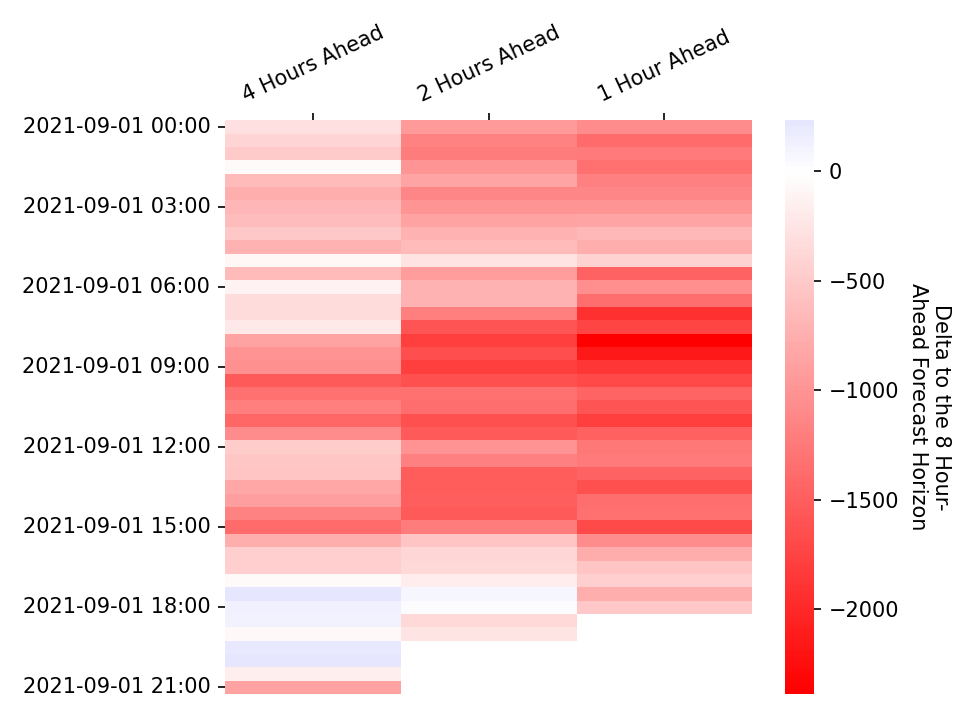 4 Hours Ahead
2 Hours Ahead
1 Hour Ahead
2021-09-01 00:00
2021-09-01 03:00
2021-09-01 06:00
2021-09-01 09:00
2021-09-01 12:00
2021-09-01 15:00
2021-09-01 18:00
2021-09-01 21:00
0
−500
−1000
−1500
−2000
Delta to the 8 Hour-
Ahead Forecast Horizon